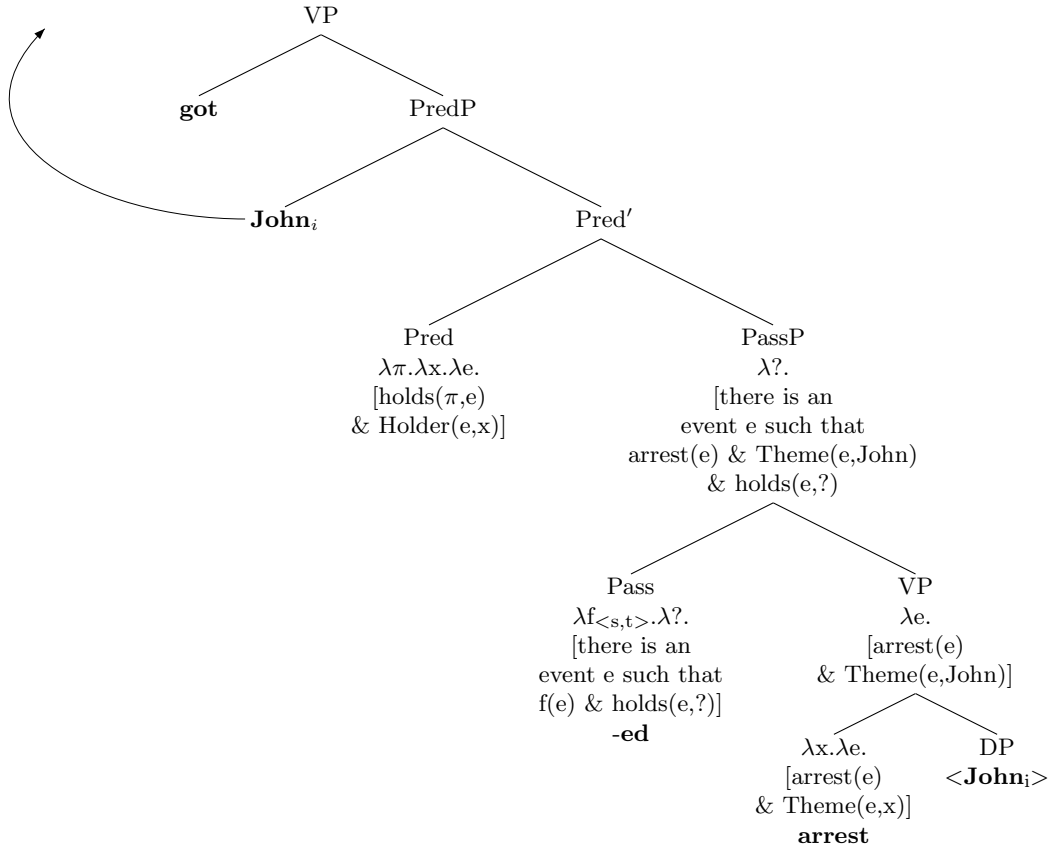 VP
got
PredP
John_i
Pred′
Pred
λπ.λx.λe.
[holds(π,e)
& Holder(e,x)]
PassP
λ?.
[there is an
event e such that
arrest(e) & Theme(e,John)
& holds(e,?)
Pass
λf_<s,t>.λ?.
[there is an
event e such that
f(e) & holds(e,?)]
-ed
VP
λe.
[arrest(e)
& Theme(e,John)]
λx.λe.
[arrest(e)
& Theme(e,x)]
arrest
DP
<John_i>